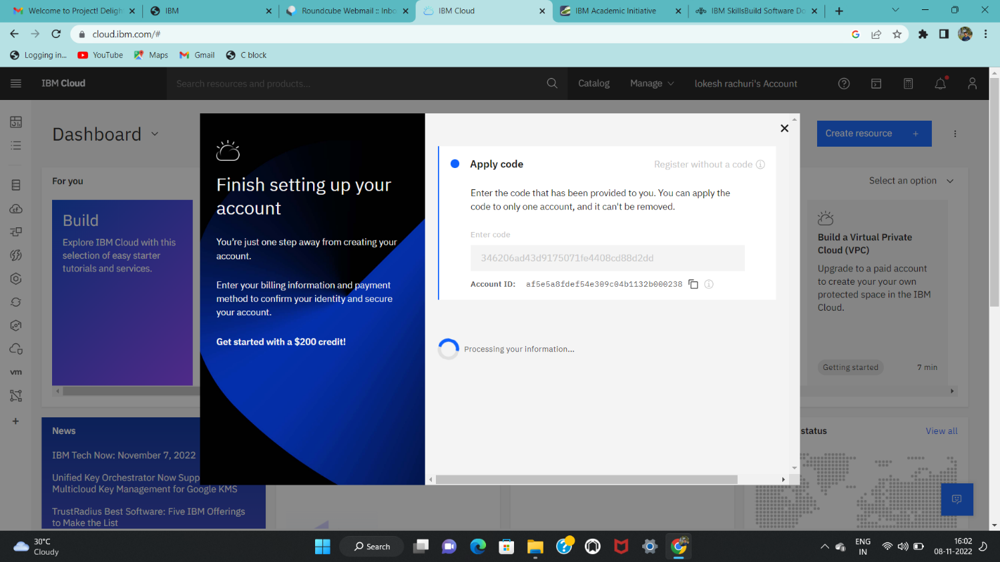 Welcome to Project! Deligh
IBM
Roundcube Webmail :: Inbo
IBM Cloud
IBM Academic Initiative
IBM SkillsBuild Software Do
cloud.ibm.com/#
Logging in...
YouTube
Maps
Gmail
C block
IBM Cloud
Search resources and products...
Catalog
Manage
lokesh rachuri's Account
Dashboard
Create resource +
For you
Select an option
Build
Explore IBM Cloud with this
selection of easy starter
tutorials and services.
Finish setting up your
account
You're just one step away from creating your
account.
Enter your billing information and payment
method to confirm your identity and secure
your account.
Get started with a $200 credit!
Apply code
Register without a code
Enter the code that has been provided to you. You can apply the
code to only one account, and it can't be removed.
Enter code
346206ad43d9175071fe4408cd88d2dd
Account ID: af5e5a8fdef54e309c04b1132b000238
Processing your information...
Build a Virtual Private
Cloud (VPC)
Upgrade to a paid account
to create your your own
protected space in the IBM
Cloud.
Getting started
7 min
vm
News
IBM Tech Now: November 7, 2022
Unified Key Orchestrator Now Supp
Multicloud Key Management for Google KMS
TrustRadius Best Software: Five IBM Offerings
to Make the List
status
View all
30°C
Cloudy
Search
ENG
IN
16:02
08-11-2022